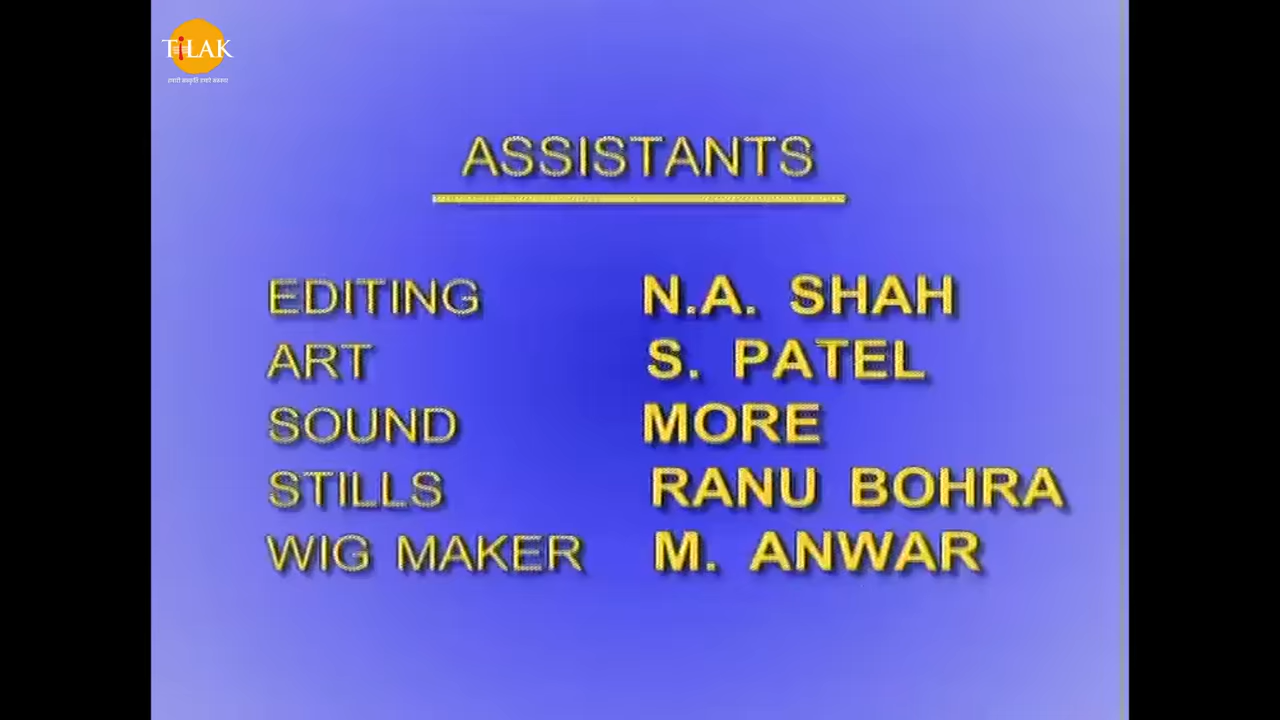 TiLAK
ASSISTANTS
EDITING N.A. SHAH
ART S. PATEL
SOUND MORE
STILLS RANU BOHRA
WIG MAKER M. ANWAR